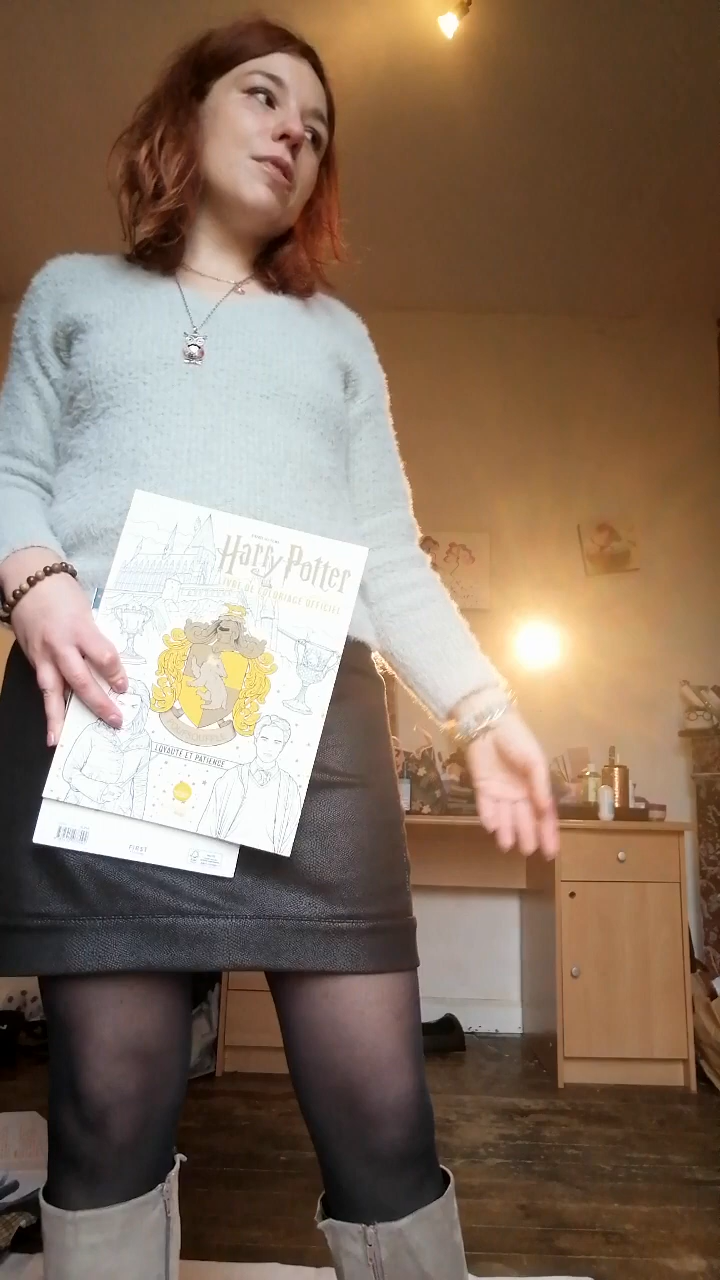 Harry Potter
LIVRE DE COLORIAGE OFFICIEL
LOYAUTÉ ET PATIENCE
FIRST